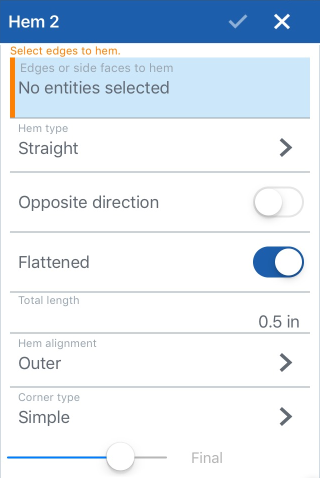 Hem 2
Select edges to hem.
Edges or side faces to hem
No entities selected
Hem type
Straight
Opposite direction
Flattened
Total length
0.5 in
Hem alignment
Outer
Corner type
Simple
Final